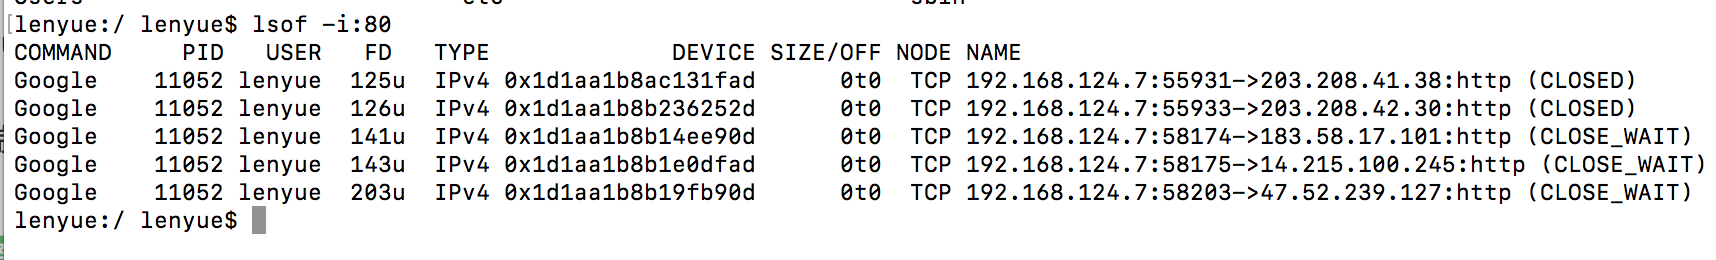 lenyue:/ lenyue$ lsof -i:80
COMMAND     PID   USER   FD   TYPE             DEVICE SIZE/OFF NODE NAME
Google    11052 lenyue  125u  IPv4 0x1d1aa1b8ac131fad      0t0  TCP 192.168.124.7:55931->203.208.41.38:http (CLOSED)
Google    11052 lenyue  126u  IPv4 0x1d1aa1b8b236252d      0t0  TCP 192.168.124.7:55933->203.208.42.30:http (CLOSED)
Google    11052 lenyue  141u  IPv4 0x1d1aa1b8b14ee90d      0t0  TCP 192.168.124.7:58174->183.58.17.101:http (CLOSE_WAIT)
Google    11052 lenyue  143u  IPv4 0x1d1aa1b8b1e0dfad      0t0  TCP 192.168.124.7:58175->14.215.100.245:http (CLOSE_WAIT)
Google    11052 lenyue  203u  IPv4 0x1d1aa1b8b19fb90d      0t0  TCP 192.168.124.7:58203->47.52.239.127:http (CLOSE_WAIT)
lenyue:/ lenyue$